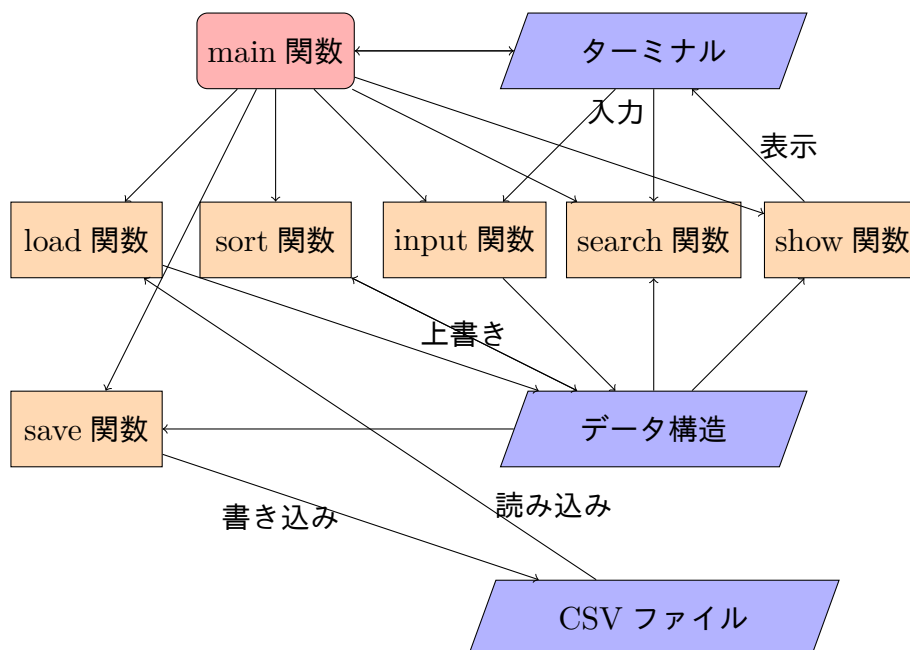 main 関数
ターミナル
入力
表示
load 関数
sort 関数
input 関数
search 関数
show 関数
上書き
save 関数
データ構造
書き込み
読み込み
CSV ファイル